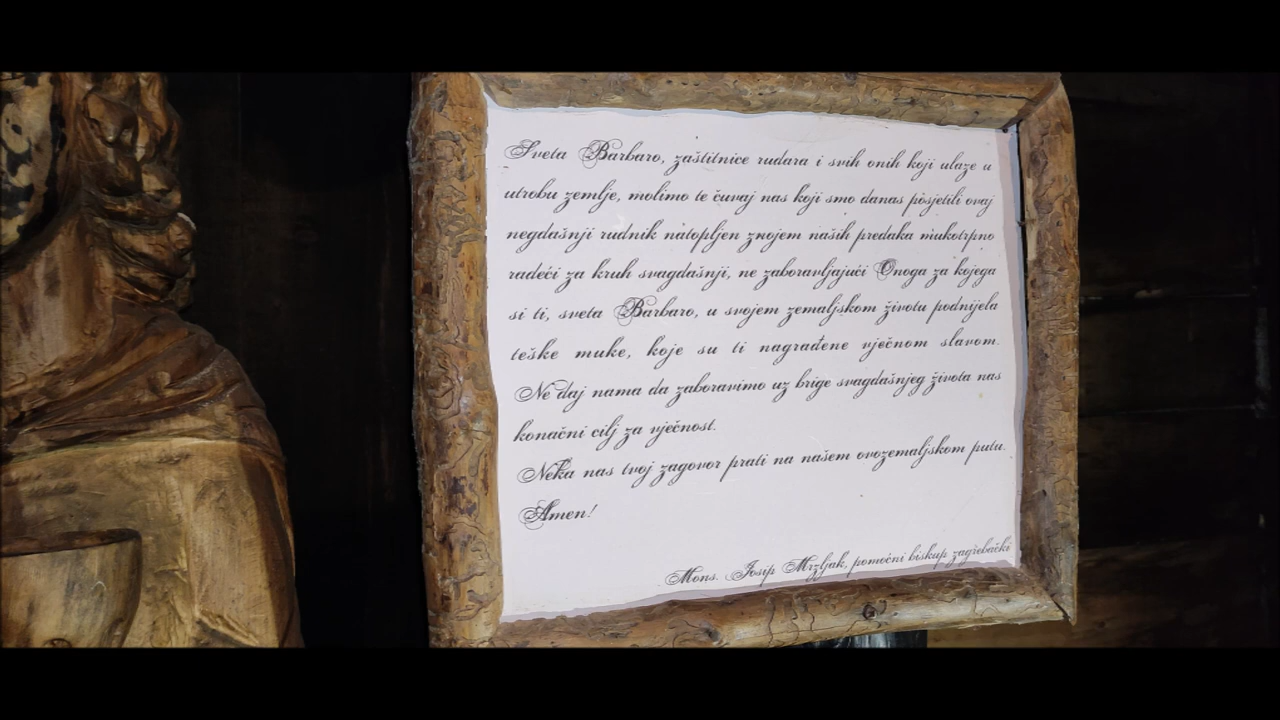 Sveta Barbaro, zaštitnice rudara i svih onih koji ulaze u
utrobu zemlje, molimo te čuvaj nas koji smo danas posjetili ovaj
negdašnji rudnik natopljen znojem naših predaka mukotrpno
radeći za kruh svagdašnji, ne zaboravljajući Onoga za kojega
si ti, sveta Barbaro, u svojem zemaljskom životu podnijela
teške muke, koje su ti nagrađene vječnom slavom.
Ne daj nama da zaboravimo uz brige svagdašnjeg života nas
konačni cilj za vječnost.
Neka nas tvoj zagovor prati na našem ovozemaljskom putu.
Amen!
Mons. Josip Mrzljak, pomoćni biskup zagrebački